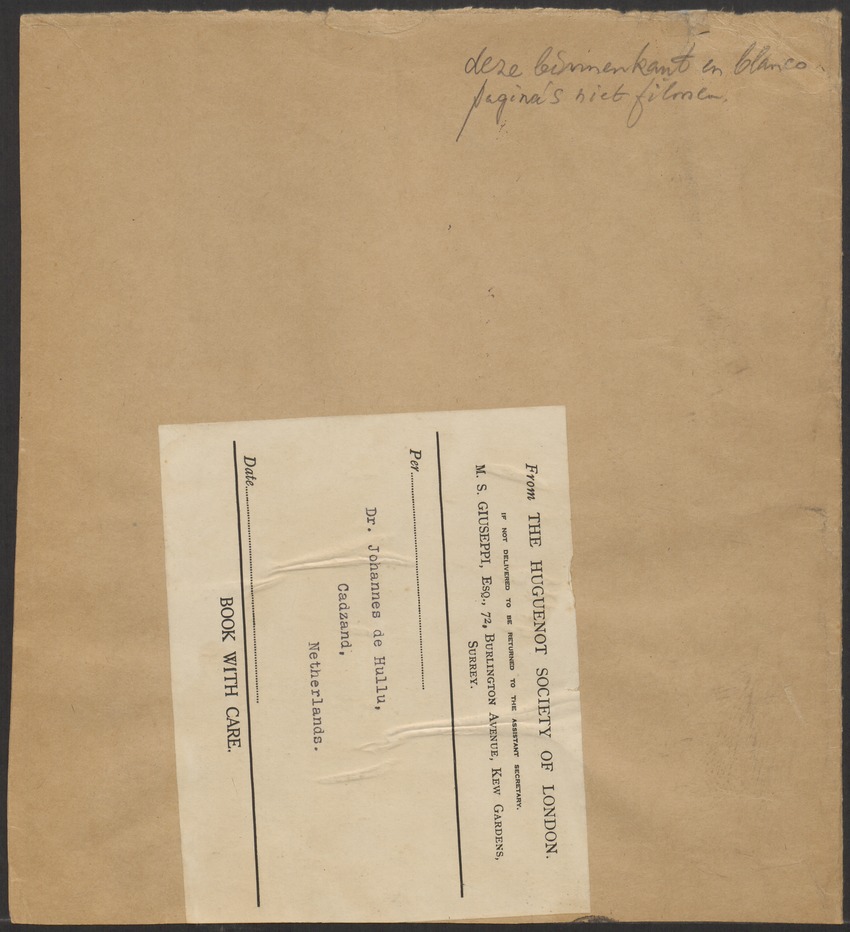 deze binnenkant en blanco
pagina's niet filmen.
From THE HUGUENOT SOCIETY OF LONDON.
IF NOT DELIVERED TO BE RETURNED TO THE ASSISTANT SECRETARY.
M. S. GIUSEPPI, ESQ., 72, BURLINGTON AVENUE, KEW GARDENS,
SURREY.
Per
Dr. Johannes de Hullu,
Cadzand,
Netherlands.
Date
BOOK WITH CARE.